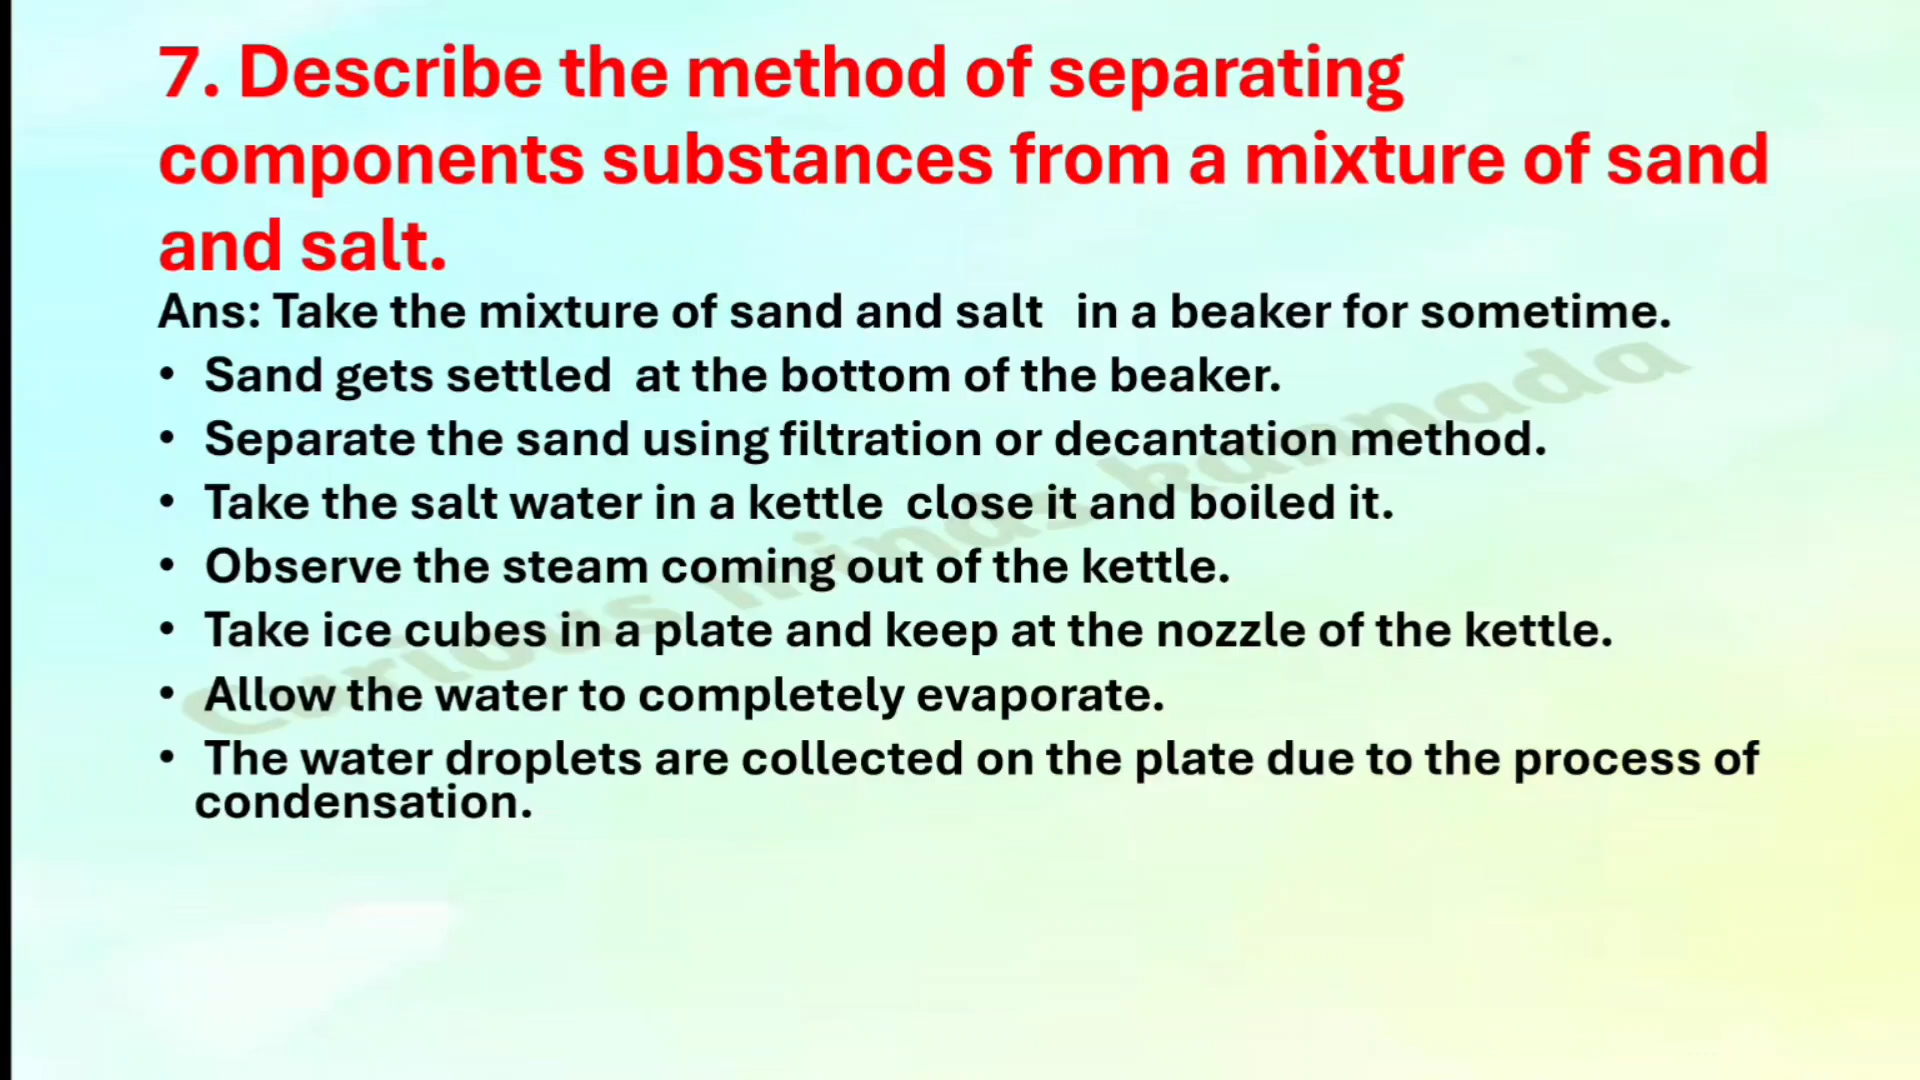 7. Describe the method of separating
components substances from a mixture of sand
and salt.
Ans: Take the mixture of sand and salt in a beaker for sometime.
• Sand gets settled at the bottom of the beaker.
• Separate the sand using filtration or decantation method.
• Take the salt water in a kettle close it and boiled it.
• Observe the steam coming out of the kettle.
• Take ice cubes in a plate and keep at the nozzle of the kettle.
• Allow the water to completely evaporate.
• The water droplets are collected on the plate due to the process of
condensation.
Curious minds kannada